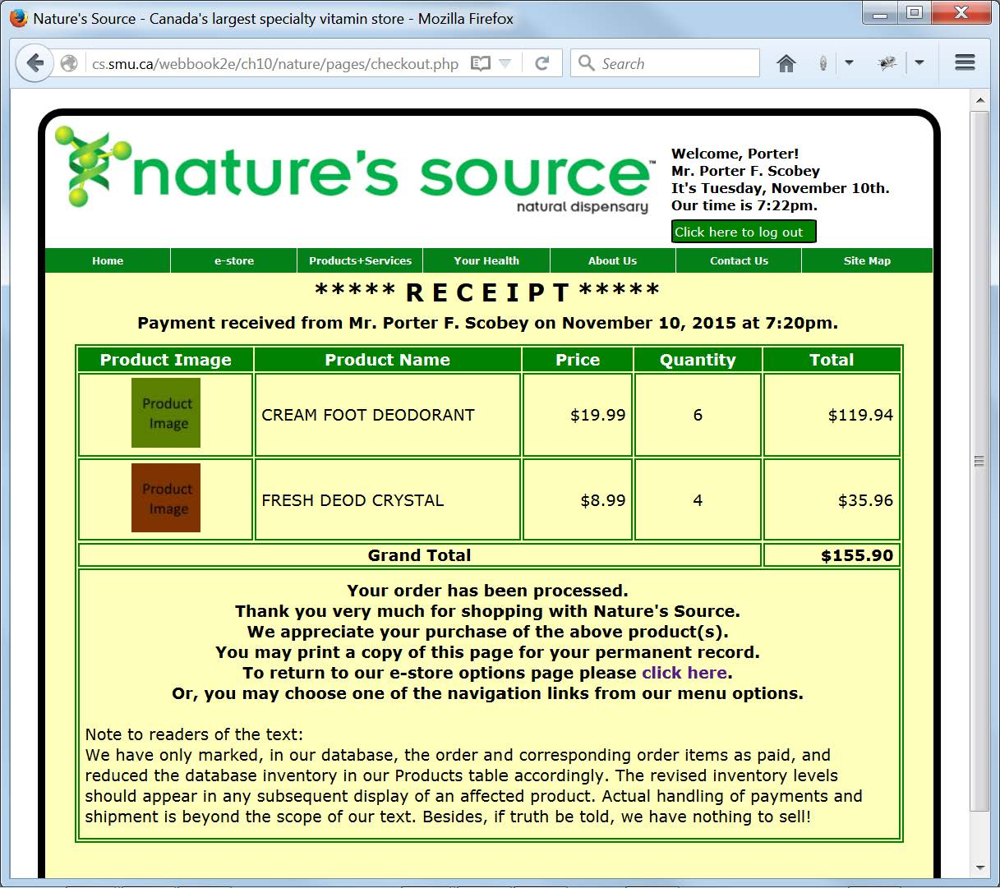 Nature's Source - Canada's largest specialty vitamin store - Mozilla Firefox
cs.smu.ca/webbook2e/ch10/nature/pages/checkout.php
Search
nature's source™
natural dispensary
Welcome, Porter!
Mr. Porter F. Scobey
It's Tuesday, November 10th.
Our time is 7:22pm.
Click here to log out
Home e-store Products+Services Your Health About Us Contact Us Site Map
***** R E C E I P T *****
Payment received from Mr. Porter F. Scobey on November 10, 2015 at 7:20pm.
Product Image Product Name Price Quantity Total
Product
Image
CREAM FOOT DEODORANT $19.99 6 $119.94
Product
Image
FRESH DEOD CRYSTAL $8.99 4 $35.96
Grand Total $155.90
Your order has been processed.
Thank you very much for shopping with Nature's Source.
We appreciate your purchase of the above product(s).
You may print a copy of this page for your permanent record.
To return to our e-store options page please click here.
Or, you may choose one of the navigation links from our menu options.
Note to readers of the text:
We have only marked, in our database, the order and corresponding order items as paid, and
reduced the database inventory in our Products table accordingly. The revised inventory levels
should appear in any subsequent display of an affected product. Actual handling of payments and
shipment is beyond the scope of our text. Besides, if truth be told, we have nothing to sell!